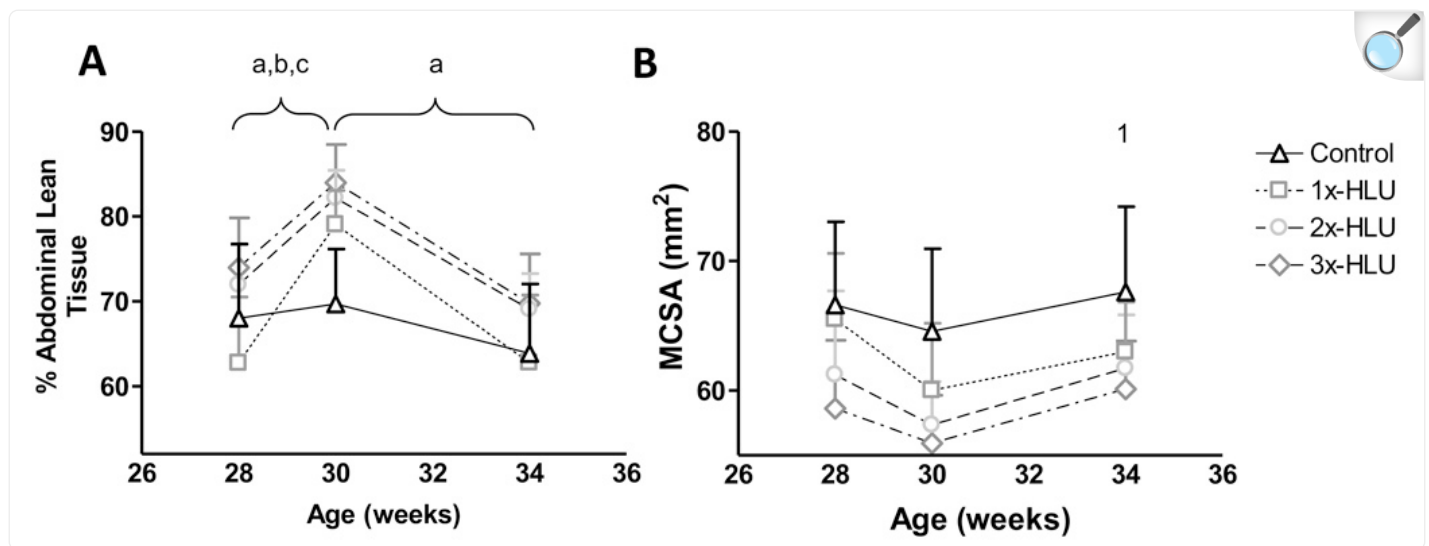 A
a,b,c
a
% Abdominal Lean
Tissue
90
80
70
60
26 28 30 32 34 36
Age (weeks)
B
1
MCSA (mm²)
80
70
60
26 28 30 32 34 36
Age (weeks)
Control
1x-HLU
2x-HLU
3x-HLU